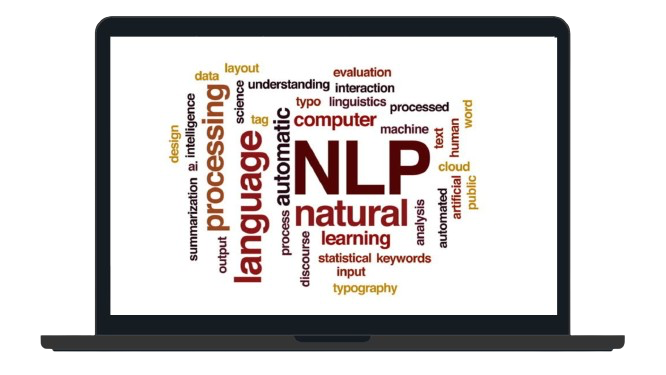 layout
data
evaluation
understanding
interaction
science
typo
linguistics
processed
word
intelligence
processing
tag
computer
machine
design
automatic
text
human
a.
language
NLP
cloud
artificial
public
summarization
natural
analysis
automated
output
process
learning
discourse
statistical
keywords
input
typography